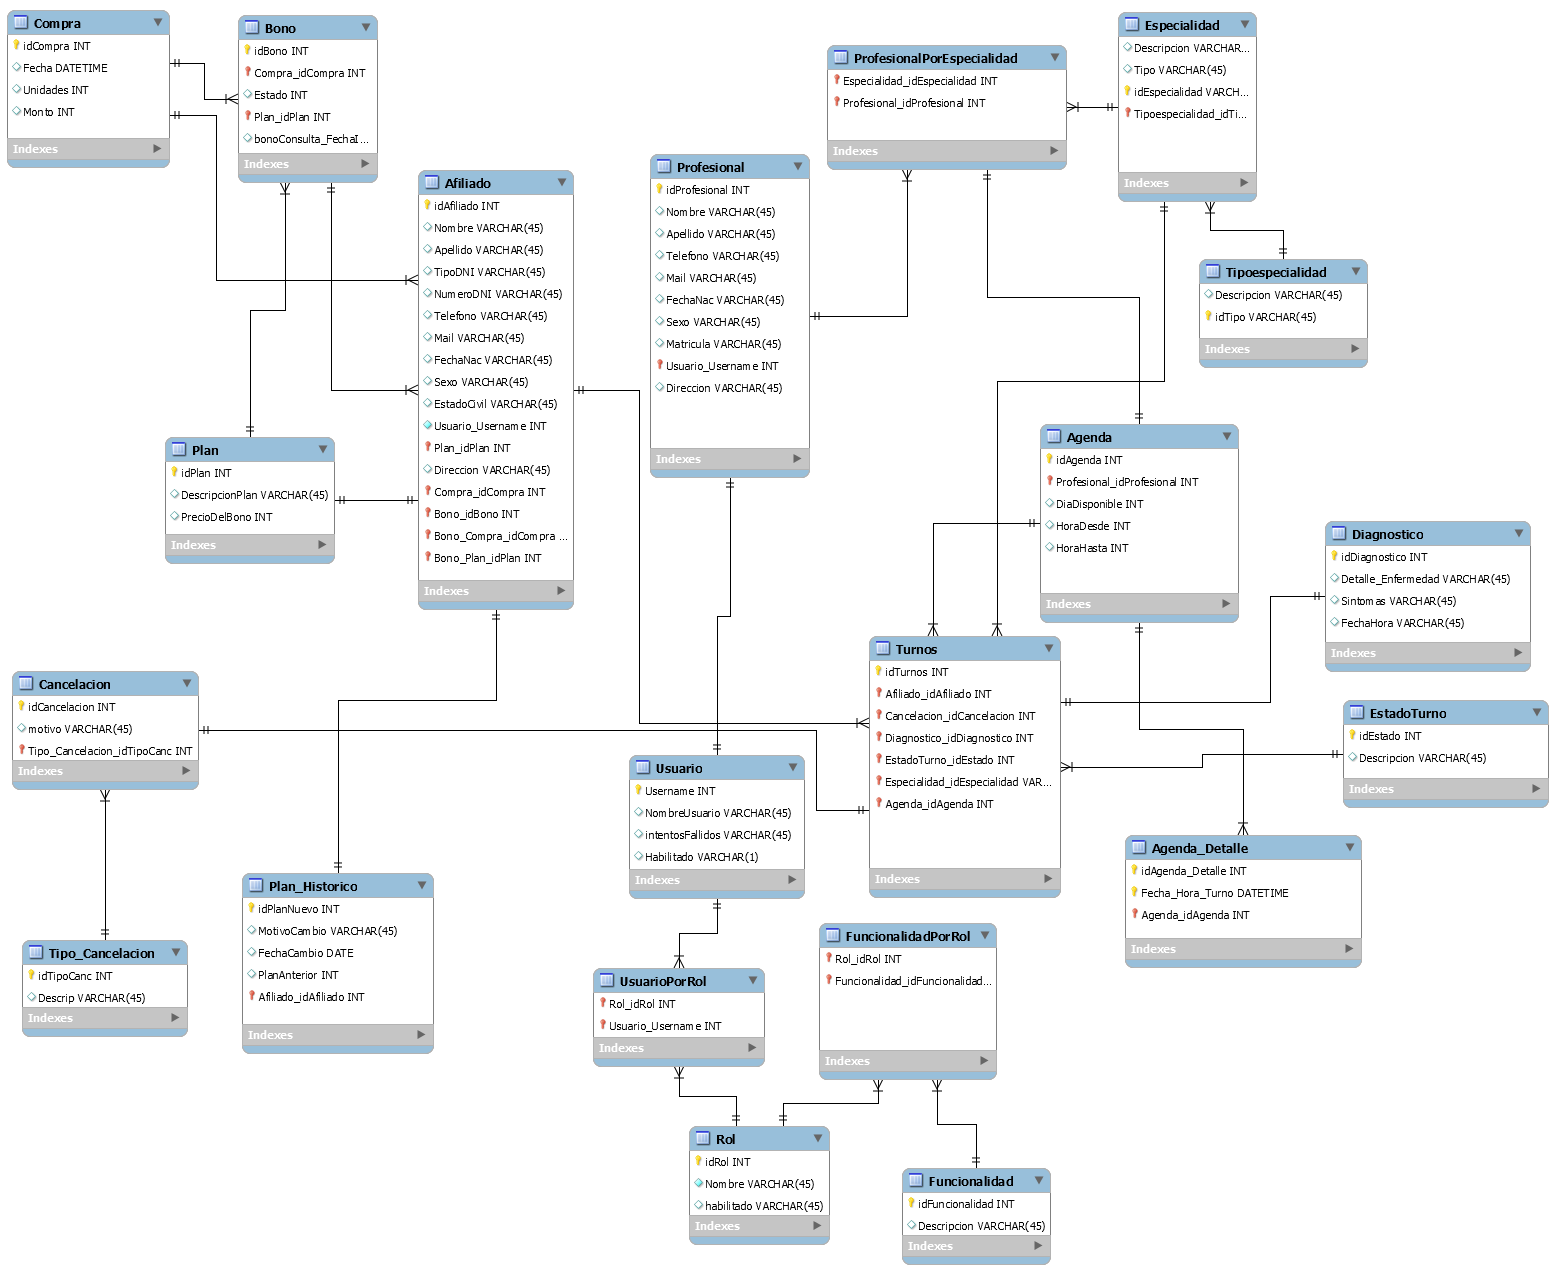 Compra
idCompra INT
Fecha DATETIME
Unidades INT
Monto INT
Indexes
Bono
idBono INT
Compra_idCompra INT
Estado INT
Plan_idPlan INT
bonoConsulta_FechaI...
Indexes
Afiliado
idAfiliado INT
Nombre VARCHAR(45)
Apellido VARCHAR(45)
TipoDNI VARCHAR(45)
NumeroDNI VARCHAR(45)
Telefono VARCHAR(45)
Mail VARCHAR(45)
FechaNac VARCHAR(45)
Sexo VARCHAR(45)
EstadoCivil VARCHAR(45)
Usuario_Username INT
Plan_idPlan INT
Direccion VARCHAR(45)
Compra_idCompra INT
Bono_idBono INT
Bono_Compra_idCompra ...
Bono_Plan_idPlan INT
Indexes
Profesional
idProfesional INT
Nombre VARCHAR(45)
Apellido VARCHAR(45)
Telefono VARCHAR(45)
Mail VARCHAR(45)
FechaNac VARCHAR(45)
Sexo VARCHAR(45)
Matricula VARCHAR(45)
Usuario_Username INT
Direccion VARCHAR(45)
Indexes
ProfesionalPorEspecialidad
Especialidad_idEspecialidad INT
Profesional_idProfesional INT
Indexes
Especialidad
Descripcion VARCHAR...
Tipo VARCHAR(45)
idEspecialidad VARCH...
Tipoespecialidad_idTi...
Indexes
Tipoespecialidad
Descripcion VARCHAR(45)
idTipo VARCHAR(45)
Indexes
Plan
idPlan INT
DescripcionPlan VARCHAR(45)
PrecioDelBono INT
Indexes
Agenda
idAgenda INT
Profesional_idProfesional INT
DiaDisponible INT
HoraDesde INT
HoraHasta INT
Indexes
Diagnostico
idDiagnostico INT
Detalle_Enfermedad VARCHAR(45)
Sintomas VARCHAR(45)
FechaHora VARCHAR(45)
Indexes
Turnos
idTurnos INT
Afiliado_idAfiliado INT
Cancelacion_idCancelacion INT
Diagnostico_idDiagnostico INT
EstadoTurno_idEstado INT
Especialidad_idEspecialidad VAR...
Agenda_idAgenda INT
Indexes
Cancelacion
idCancelacion INT
motivo VARCHAR(45)
Tipo_Cancelacion_idTipoCanc INT
Indexes
EstadoTurno
idEstado INT
Descripcion VARCHAR(45)
Indexes
Usuario
Username INT
NombreUsuario VARCHAR(45)
intentosFallidos VARCHAR(45)
Habilitado VARCHAR(1)
Indexes
Agenda_Detalle
idAgenda_Detalle INT
Fecha_Hora_Turno DATETIME
Agenda_idAgenda INT
Indexes
Plan_Historico
idPlanNuevo INT
MotivoCambio VARCHAR(45)
FechaCambio DATE
PlanAnterior INT
Afiliado_idAfiliado INT
Indexes
Tipo_Cancelacion
idTipoCanc INT
Descrip VARCHAR(45)
Indexes
UsuarioPorRol
Rol_idRol INT
Usuario_Username INT
Indexes
FuncionalidadPorRol
Rol_idRol INT
Funcionalidad_idFuncionalidad...
Indexes
Rol
idRol INT
Nombre VARCHAR(45)
habilitado VARCHAR(45)
Indexes
Funcionalidad
idFuncionalidad INT
Descripcion VARCHAR(45)
Indexes